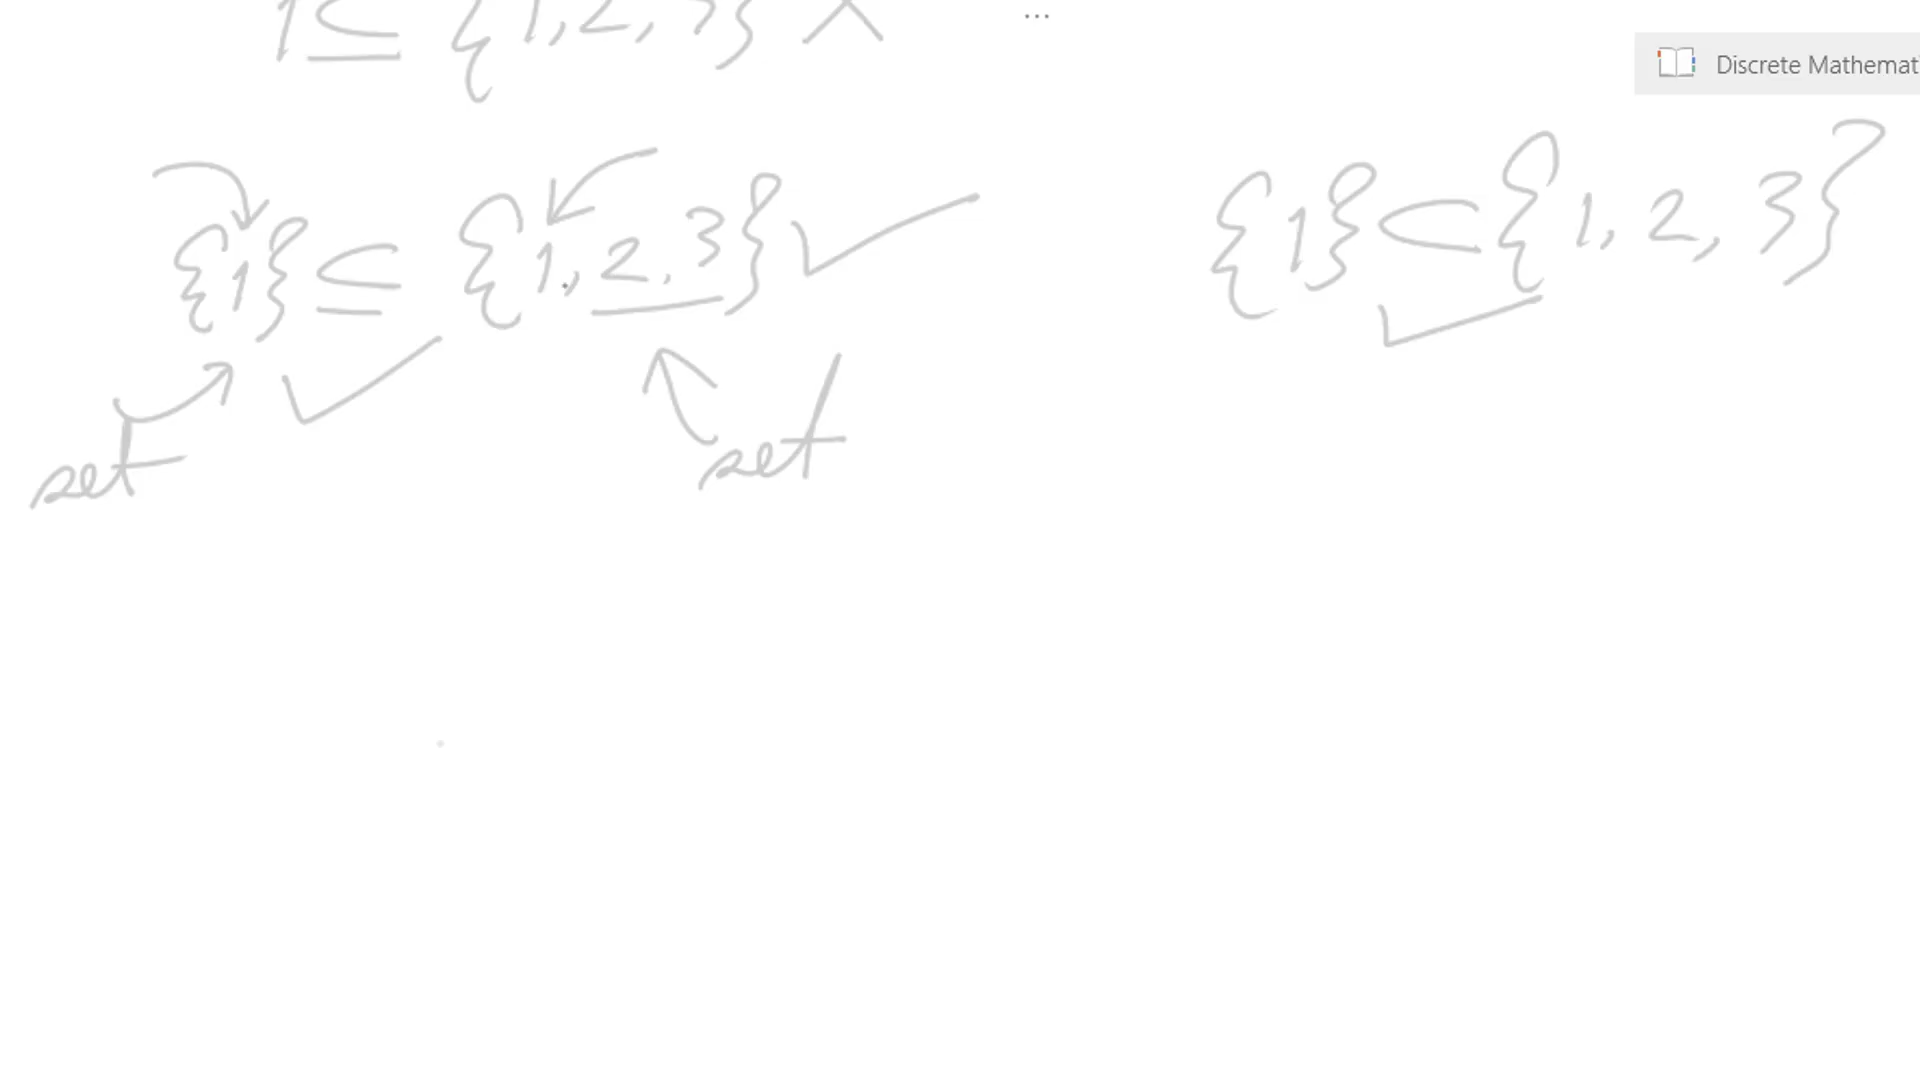 1 ⊆ {1, 2, 3} ✗
...
Discrete Mathemat
{1} ⊆ {1, 2, 3} ✓
{1} ⊂ {1, 2, 3}
✓
✓
set
set